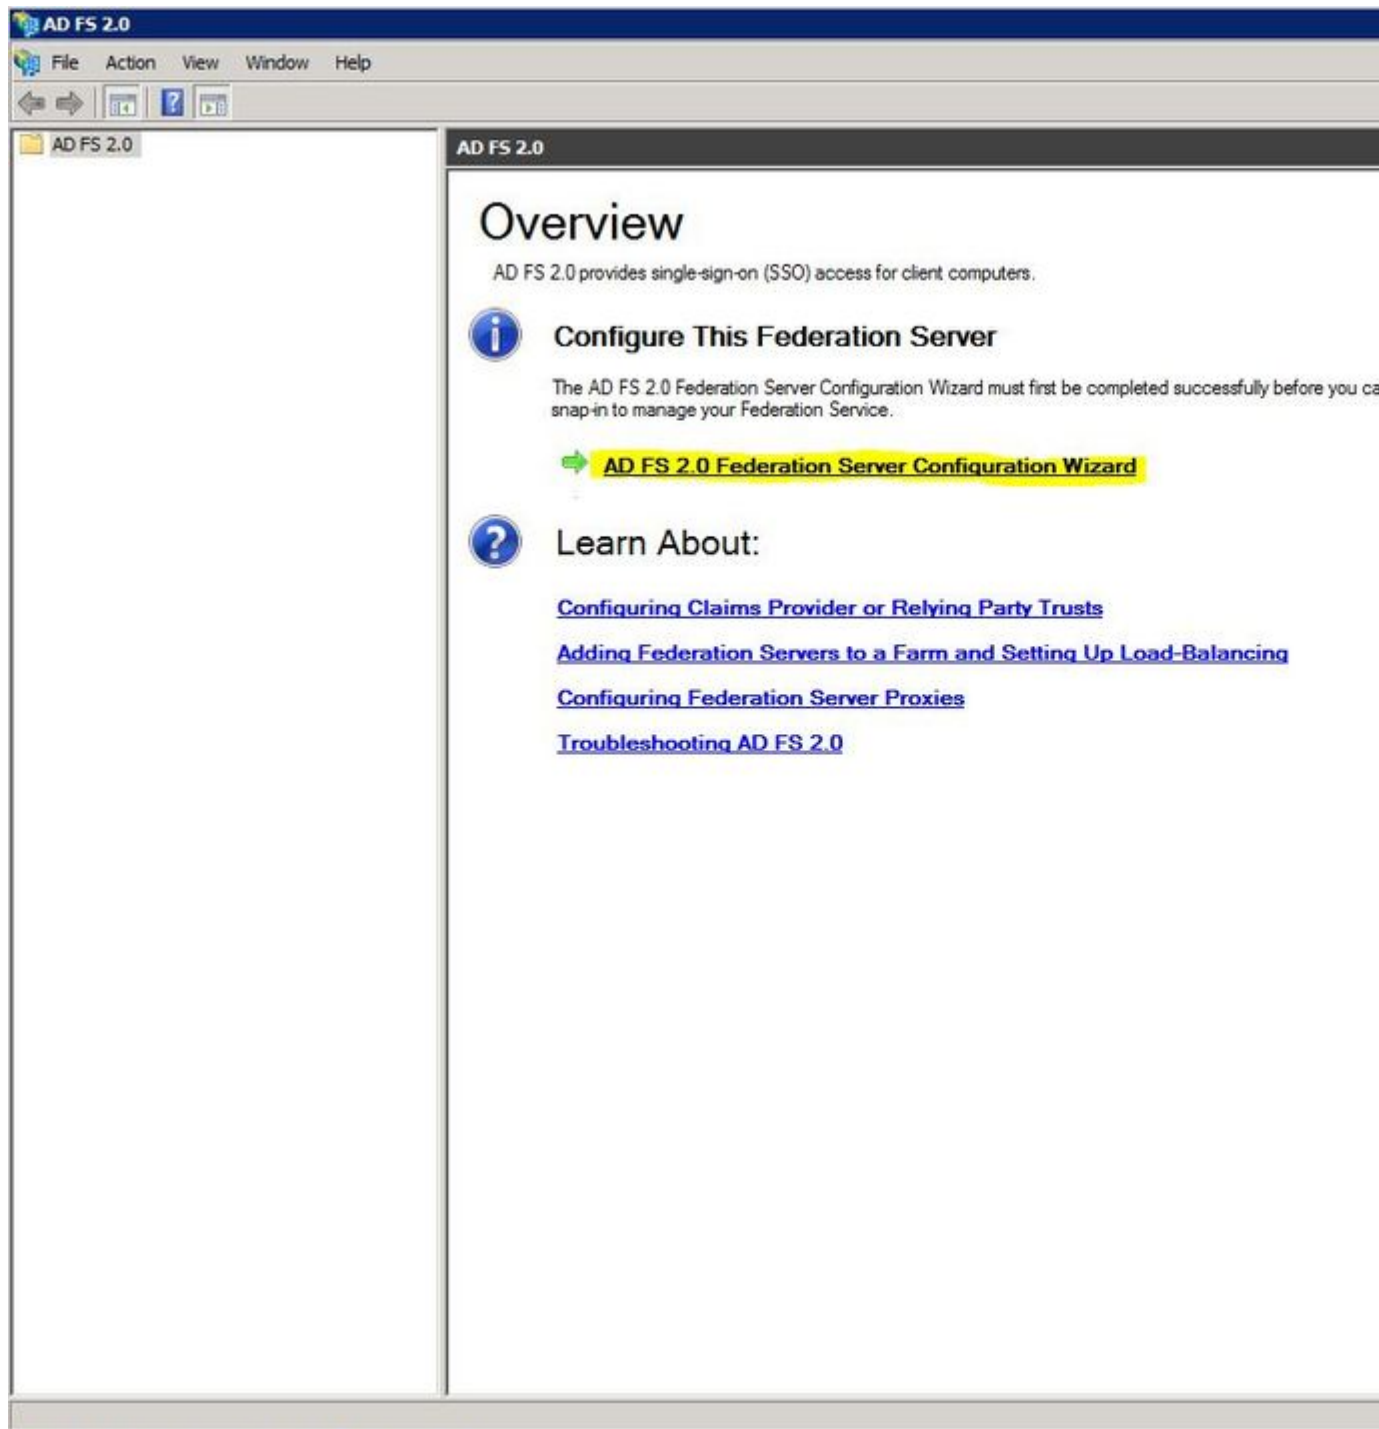 AD FS 2.0
File Action View Window Help
AD FS 2.0
AD FS 2.0
Overview
AD FS 2.0 provides single-sign-on (SSO) access for client computers.
Configure This Federation Server
The AD FS 2.0 Federation Server Configuration Wizard must first be completed successfully before you ca
snap-in to manage your Federation Service.
AD FS 2.0 Federation Server Configuration Wizard
Learn About:
Configuring Claims Provider or Relying Party Trusts
Adding Federation Servers to a Farm and Setting Up Load-Balancing
Configuring Federation Server Proxies
Troubleshooting AD FS 2.0